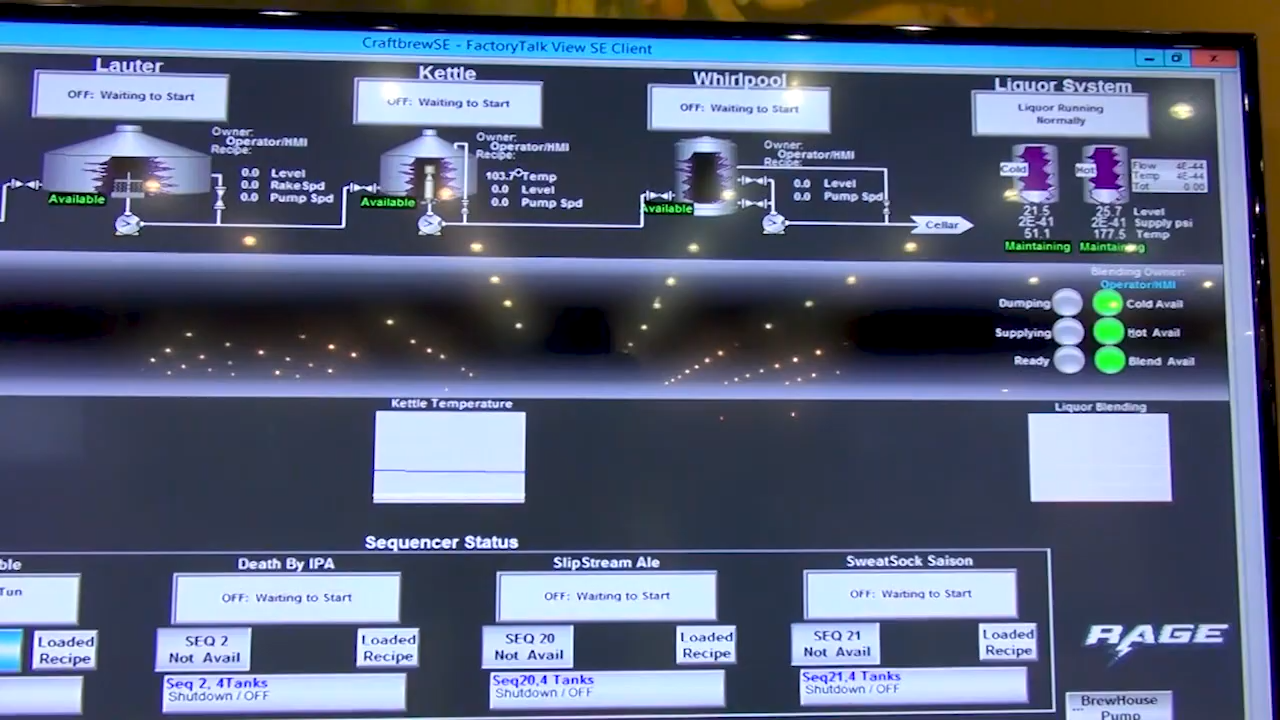 CraftbrewSE - FactoryTalk View SE Client
Lauter
OFF: Waiting to Start
Owner:
Operator/HMI
Recipe:
0.0 Level
0.0 Rake Spd
0.0 Pump Spd
Available
Kettle
OFF: Waiting to Start
Owner:
Operator/HMI
Recipe:
103.7 Temp
0.0 Level
0.0 Pump Spd
Available
Whirlpool
OFF: Waiting to Start
Owner:
Operator/HMI
Recipe:
0.0 Level
0.0 Pump Spd
Available
Cellar
Liquor System
Liquor Running
Normally
Cold
Hot
Flow 4E-44
Temp 4E-44
Tot 0.00
21.5 25.7 Level
2E-41 2E-41 Supply psi
51.1 177.5 Temp
Maintaining Maintaining
Blending Owner:
Operator/HMI
Dumping Cold Avail
Supplying Hot Avail
Ready Blend Avail
Kettle Temperature
Liquor Blending
Sequencer Status
ble
Tun
Loaded
Recipe
Death By IPA
OFF: Waiting to Start
SEQ 2
Not Avail
Loaded
Recipe
Seq 2, 4Tanks
Shutdown / OFF
SlipStream Ale
OFF: Waiting to Start
SEQ 20
Not Avail
Loaded
Recipe
Seq20,4 Tanks
Shutdown / OFF
SweatSock Saison
OFF: Waiting to Start
SEQ 21
Not Avail
Loaded
Recipe
Seq21,4 Tanks
Shutdown / OFF
RAGE
BrewHouse
Pump